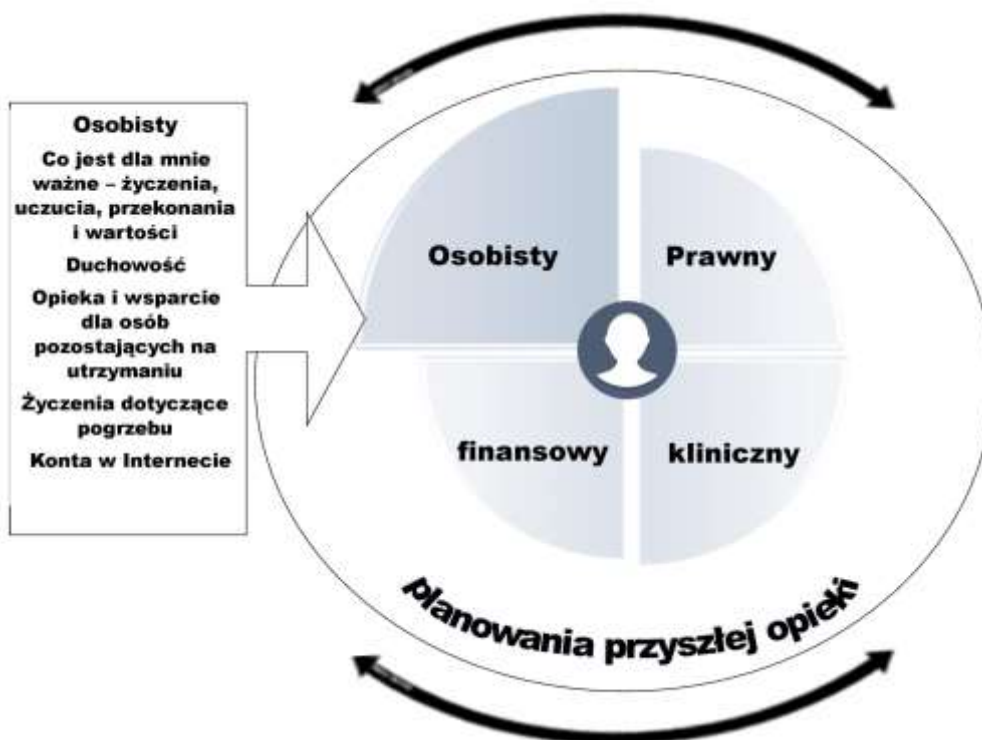 Osobisty
Co jest dla mnie
ważne – życzenia,
uczucia, przekonania
i wartości
Duchowość
Opieka i wsparcie
dla osób
pozostających na
utrzymaniu
Życzenia dotyczące
pogrzebu
Konta w Internecie
Osobisty
Prawny
finansowy
kliniczny
planowania przyszłej opieki